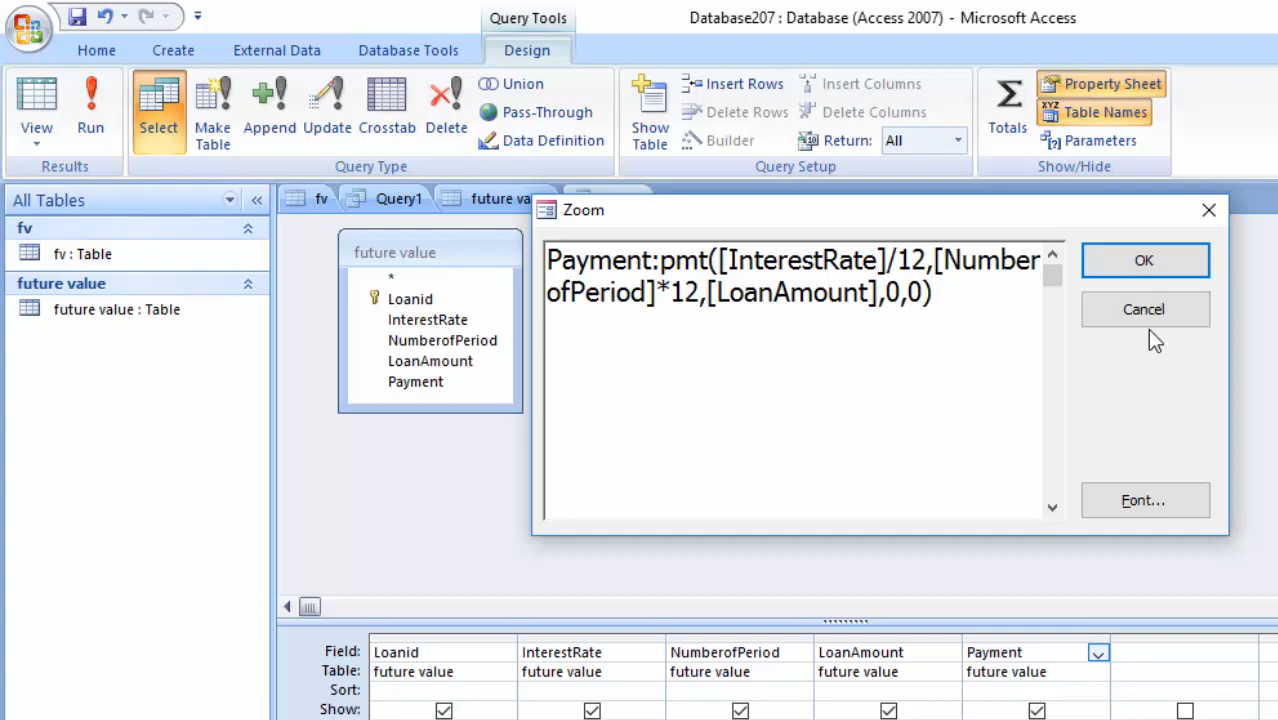 Query Tools
Database207 : Database (Access 2007) - Microsoft Access
Home
Create
External Data
Database Tools
Design
View
Run
Select
Make Table
Append
Update
Crosstab
Delete
Union
Pass-Through
Data Definition
Show Table
Insert Rows
Delete Rows
Builder
Insert Columns
Delete Columns
Return:
All
Σ
Totals
Property Sheet
XYZ
Table Names
Parameters
Results
Query Type
Query Setup
Show/Hide
All Tables
fv
fv : Table
future value
future value : Table
fv
Query1
future va
future value
*
Loanid
InterestRate
NumberofPeriod
LoanAmount
Payment
Zoom
Payment:pmt([InterestRate]/12,[Number
ofPeriod]*12,[LoanAmount],0,0)
OK
Cancel
Font...
Field: Loanid InterestRate NumberofPeriod LoanAmount Payment
Table: future value future value future value future value future value
Sort:
Show: